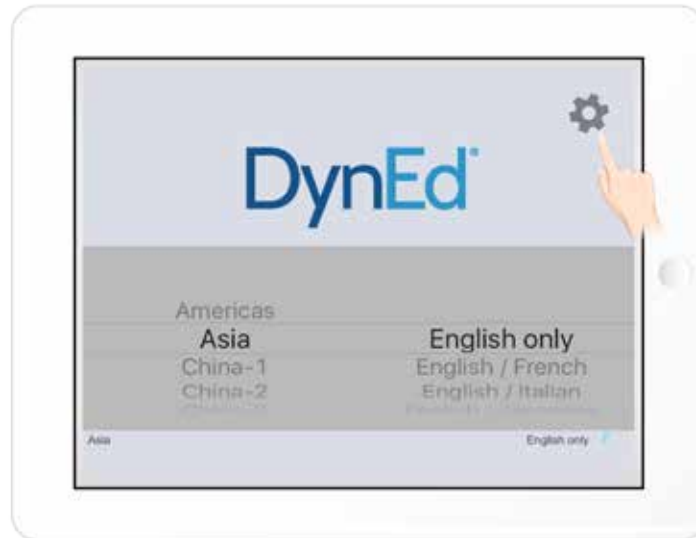 DynEd
Americas
Asia English only
China-1 English / French
China-2 English / Italian
Asia English only